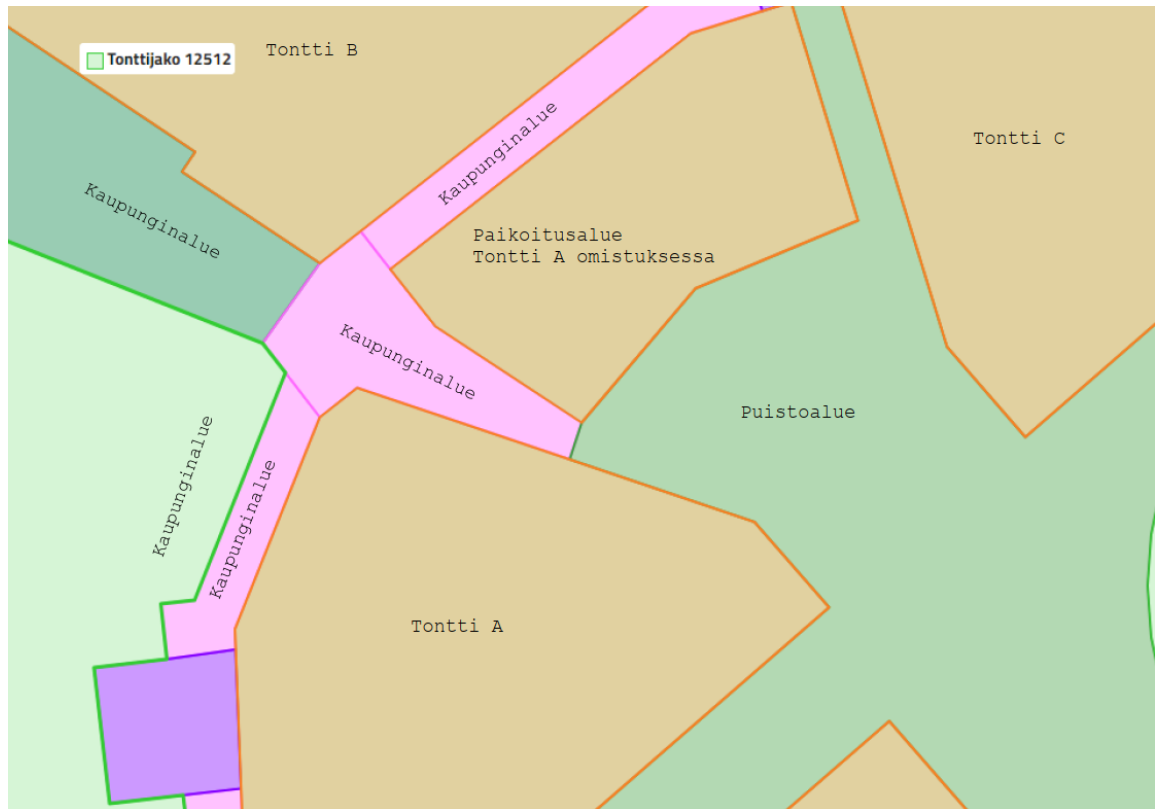 Tontti B
Tonttijako 12512
Kaupunginalue
Tontti C
Kaupunginalue
Paikoitusalue
Tontti A omistuksessa
Kaupunginalue
Puistoalue
Kaupunginalue
Kaupunginalue
Tontti A